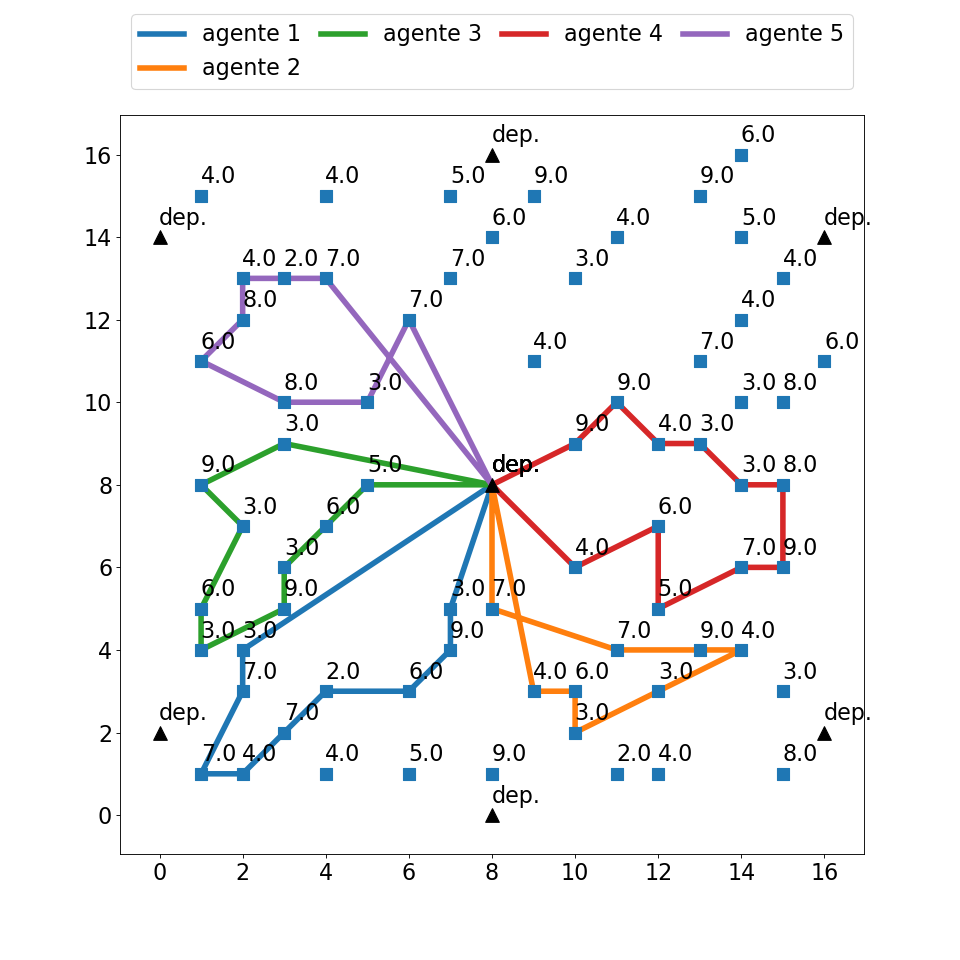 agente 1 agente 3 agente 4 agente 5
agente 2
dep. 6.0
16
4.0 4.0 5.0 9.0 9.0
dep. 6.0 4.0 5.0 dep.
14
4.0 2.0 7.0 7.0 3.0 4.0
8.0 7.0 4.0
12
6.0 4.0 7.0 6.0
8.0 3.0 9.0 3.0 8.0
10
3.0 9.0 4.0 3.0
9.0 5.0 dep. 3.0 8.0
8
3.0 6.0 6.0
3.0 4.0 7.0 9.0
6
6.0 9.0 3.0 7.0 5.0
3.0 3.0 9.0 7.0 9.0 4.0
4
7.0 2.0 6.0 4.0 6.0 3.0 3.0
dep. 7.0 3.0 dep.
2
7.0 4.0 4.0 5.0 9.0 2.0 4.0 8.0
dep.
0
0 2 4 6 8 10 12 14 16